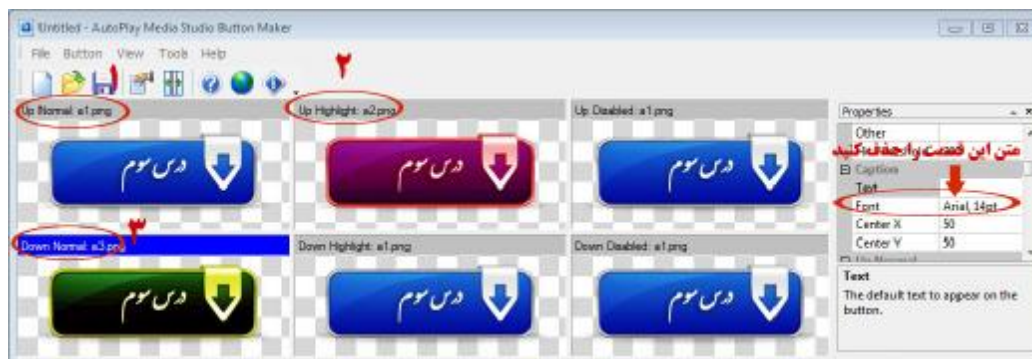 Untitled - AutoPlay Media Studio Button Maker
File Button View Tools Help
۱
۲
Up Normal: a1.png
Up Highlight: a2.png
Up Disabled: a1.png
درس سوم
درس سوم
درس سوم
۳
Down Normal: a3.png
Down Highlight: a1.png
Down Disabled: a1.png
درس سوم
درس سوم
درس سوم
Properties
Other
متن این قسمت را حذف کنید
Caption
Text
Font Arial, 14pt
Center X 50
Center Y 50
Up Normal
Text
The default text to appear on the
button.